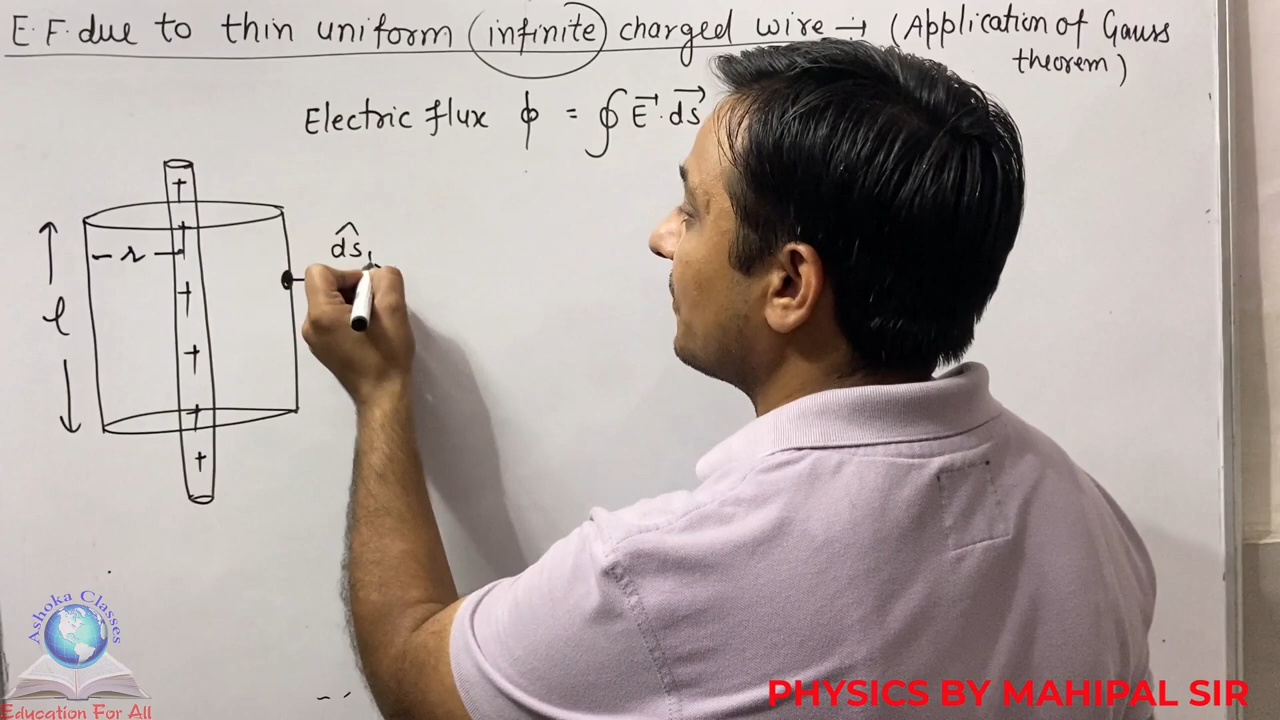 E.F. due to thin uniform infinite charged wire → (Application of Gauss
theorem)
Electric flux ϕ = ∮ E⃗ . ds⃗
+
+
- r -
+
+
+
+
l
d̂s₁
Ashoka Classes
Education For All
PHYSICS BY MAHIPAL SIR